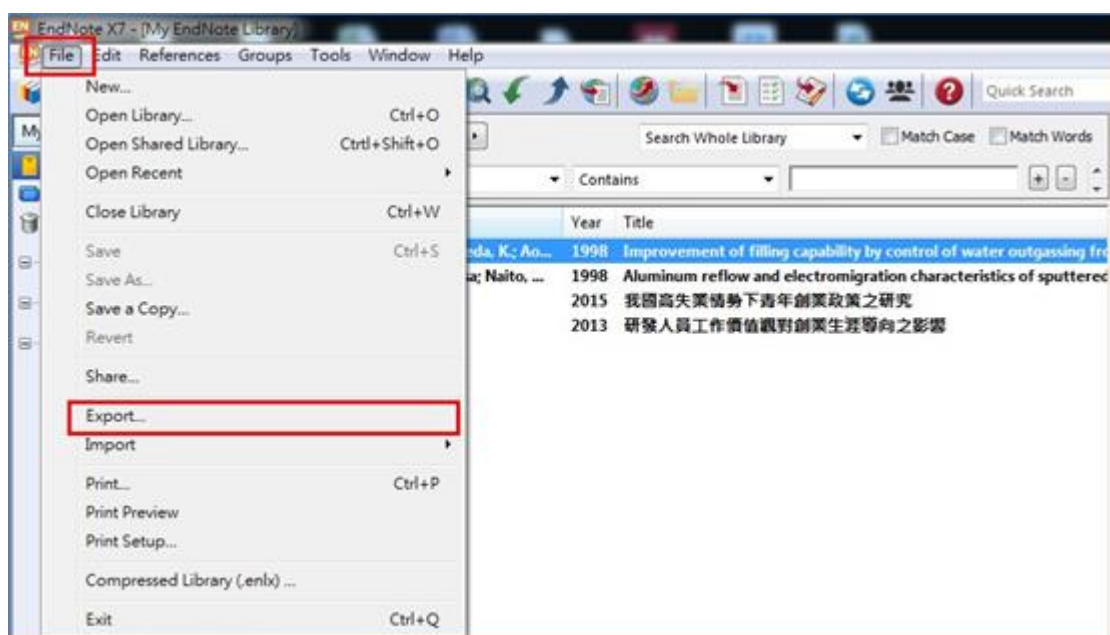 EndNote X7 - [My EndNote Library]
File Edit References Groups Tools Window Help
New...
Open Library... Ctrl+O
Open Shared Library... Ctrtl+Shift+O
Open Recent
Close Library Ctrl+W
Save Ctrl+S
Save As...
Save a Copy...
Revert
Share...
Export...
Import
Print... Ctrl+P
Print Preview
Print Setup...
Compressed Library (.enlx) ...
Exit Ctrl+Q
Quick Search
My
Search Whole Library Match Case Match Words
Contains
Year Title
eda, K.; Ao... 1998 Improvement of filling capability by control of water outgassing fro
a; Naito, ... 1998 Aluminum reflow and electromigration characteristics of sputtered
2015 我國高失業情勢下青年創業政策之研究
2013 研發人員工作價值觀對創業生涯導向之影響